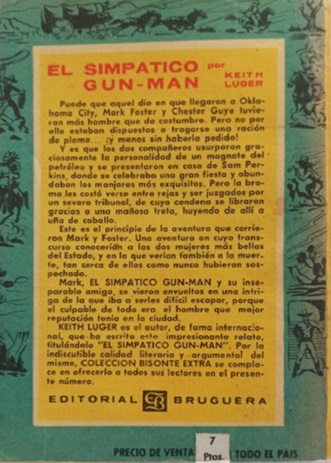 EL SIMPATICO por
GUN-MAN KEITH LUGER
Puede que aquel día en que llegaron a Okla-
homa City, Mark Foster y Chester Guye tuvie-
ran más hambre que de costumbre. Pero no por
ello estaban dispuestos a tragarse una ración
de plomo... ¡y menos sin haberla pedido!
Y es que los dos compañeros usurparon gra-
ciosamente la personalidad de un magnate del
petróleo y se presentaron en casa de Sam Per-
kins, donde se celebraba una gran fiesta y abun-
daban los manjares más exquisitos. Pero la bro-
ma les costó verse entre rejas y ser juzgados por
un severo tribunal, de cuya condena se libraron
gracias a una mañosa treta, huyendo de allí a
uña de caballo.
Este es el principio de la aventura que corrie-
ron Mark y Foster. Una aventura en cuyo trans-
curso conocerían a las dos mujeres más bellas
del Estado, y en la que verían también a la muer-
te, tan cerca de ellos como nunca hubieran sos-
pechado.
Mark, EL SIMPATICO GUN-MAN y su inse-
parable amigo, se vieron envueltos en una intri-
ga de la que iba a serles difícil escapar, porque
el culpable de todo era el hombre que mejor
reputación tenía en la ciudad.
KEITH LUGER es el autor, de fama internacio-
nal, que ha escrito este impresionante relato,
titulándolo "EL SIMPATICO GUN-MAN". Por la
indiscutible calidad literaria y argumental del
mismo, COLECCION BISONTE EXTRA se compla-
ce en ofrecerlo a todos sus lectores en el presen-
te número.
EDITORIAL B BRUGUERA
7
Ptas.
PRECIO DE VENTA TODO EL PAIS